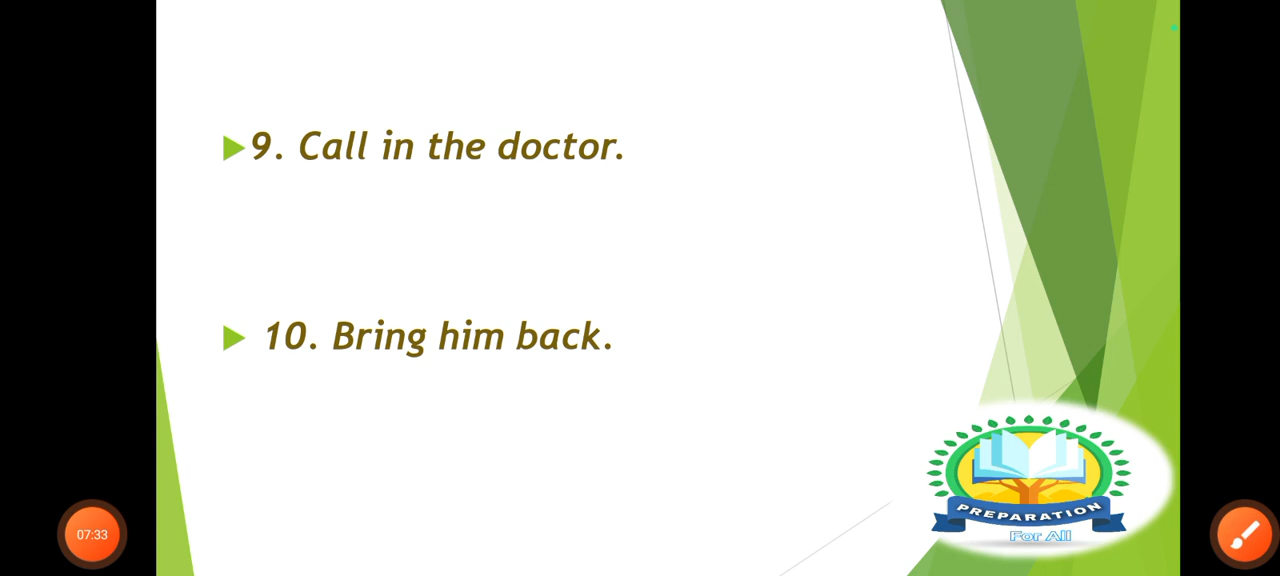 9. Call in the doctor.
10. Bring him back.
PREPARATION
For All
07:33